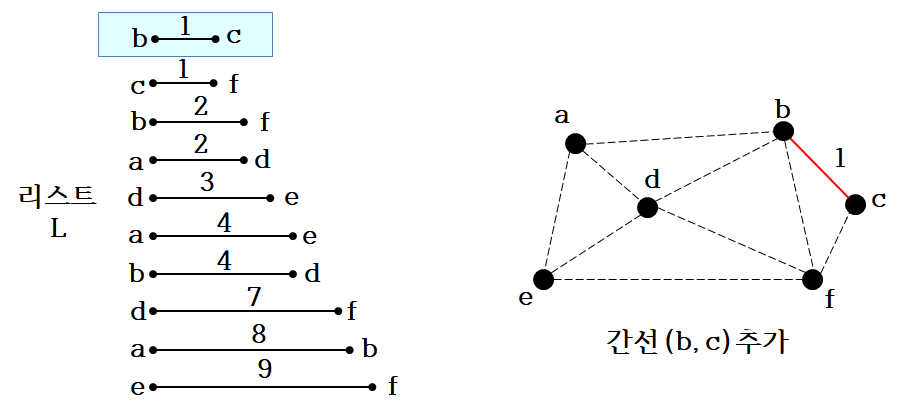 b 1 c
c 1 f
b 2 f
a 2 d
리스트 L
d 3 e
a 4 e
b 4 d
d 7 f
a 8 b
e 9 f
a
b
1
d
c
e
f
간선 (b, c) 추가